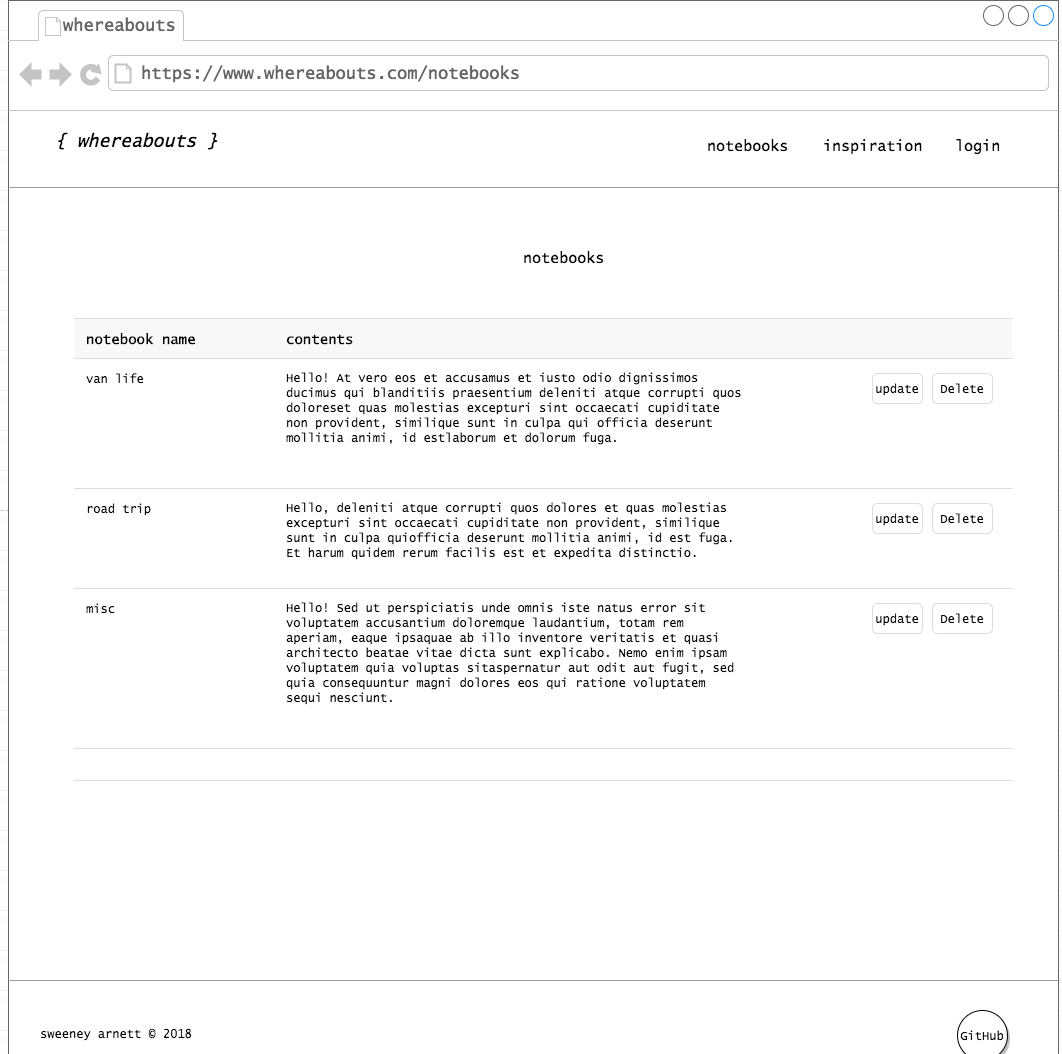 whereabouts
https://www.whereabouts.com/notebooks
{ whereabouts }
notebooks inspiration login
notebooks
notebook name contents
van life
Hello! At vero eos et accusamus et iusto odio dignissimos
ducimus qui blanditiis praesentium deleniti atque corrupti quos
doloreset quas molestias excepturi sint occaecati cupiditate
non provident, similique sunt in culpa qui officia deserunt
mollitia animi, id estlaborum et dolorum fuga.
update Delete
road trip
Hello, deleniti atque corrupti quos dolores et quas molestias
excepturi sint occaecati cupiditate non provident, similique
sunt in culpa quiofficia deserunt mollitia animi, id est fuga.
Et harum quidem rerum facilis est et expedita distinctio.
update Delete
misc
Hello! Sed ut perspiciatis unde omnis iste natus error sit
voluptatem accusantium doloremque laudantium, totam rem
aperiam, eaque ipsaquae ab illo inventore veritatis et quasi
architecto beatae vitae dicta sunt explicabo. Nemo enim ipsam
voluptatem quia voluptas sitaspernatur aut odit aut fugit, sed
quia consequuntur magni dolores eos qui ratione voluptatem
sequi nesciunt.
update Delete
sweeney arnett © 2018
GitHub